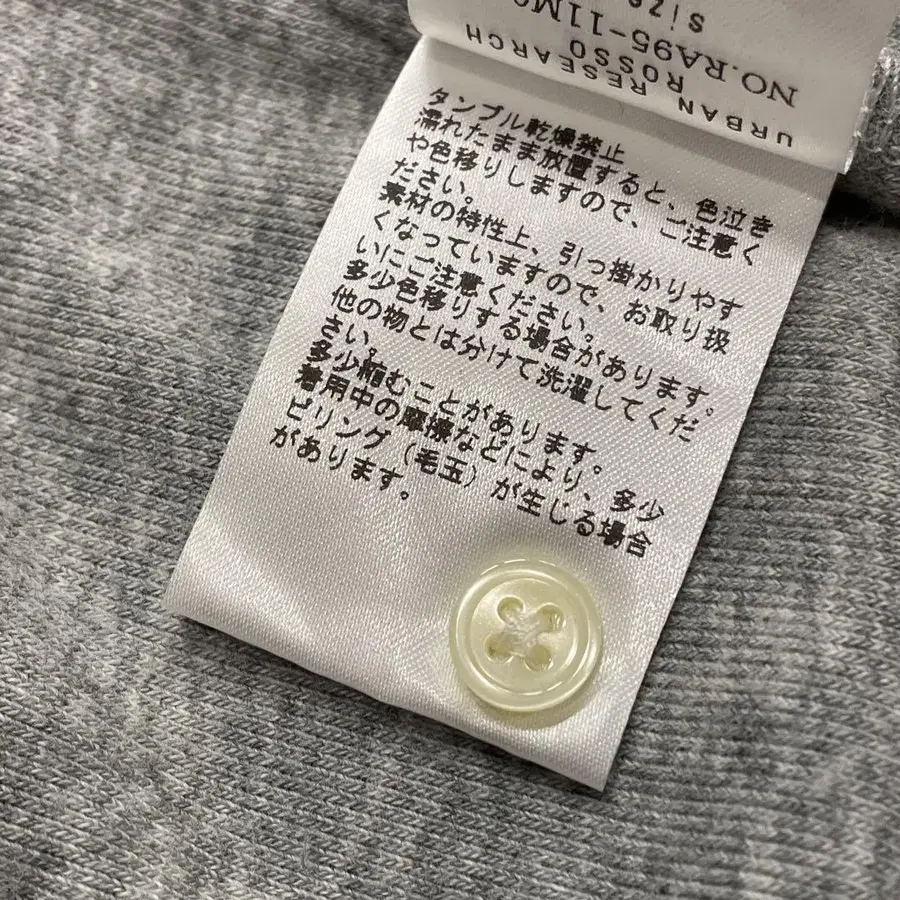 URBAN RESEARCH
ROSSO
NO.RA95-11M
size
タンブル乾燥禁止
濡れたまま放置すると、色泣き
や色移りしますので、ご注意く
ださい。
素材の特性上、引っ掛かりやす
くなっていますので、お取り扱
いにご注意ください。
多少色移りする場合があります。
他の物とは分けて洗濯してくだ
さい。
多少縮むことがあります。
着用中の摩擦などにより、多少
ピリング(毛玉)が生じる場合
があります。